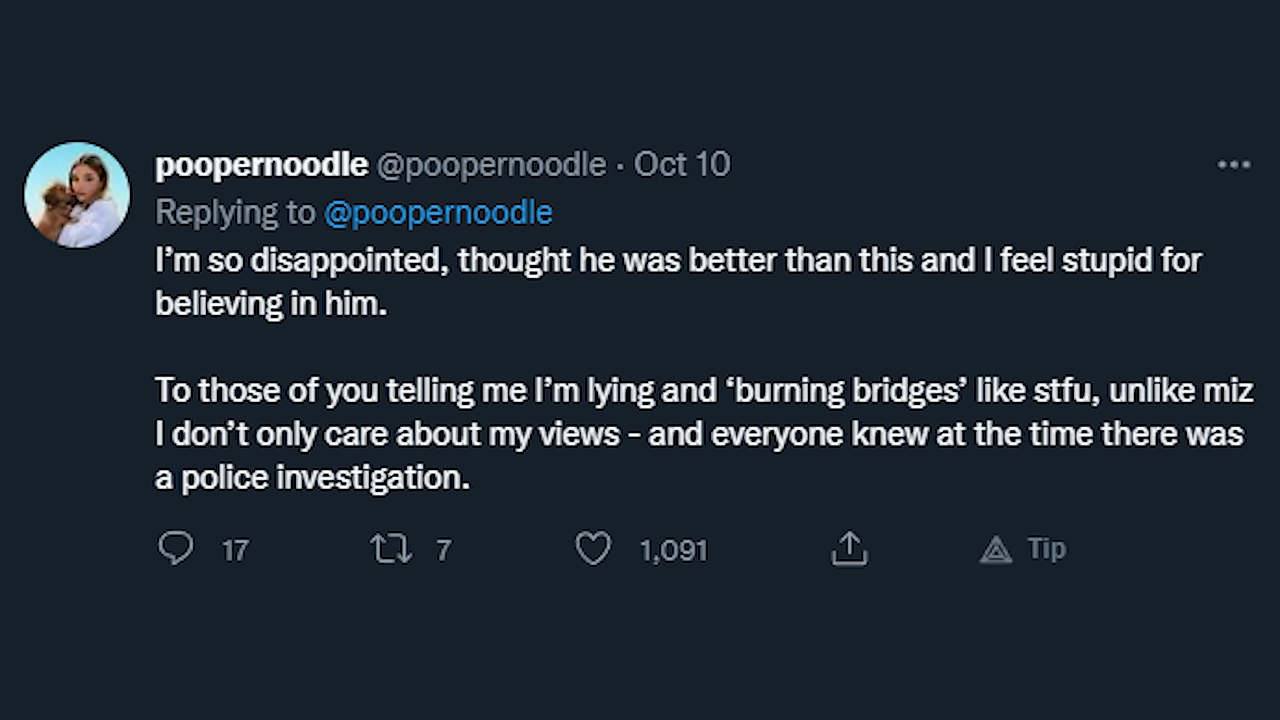 poopernoodle @poopernoodle · Oct 10
Replying to @poopernoodle
I’m so disappointed, thought he was better than this and I feel stupid for
believing in him.
To those of you telling me I’m lying and ‘burning bridges’ like stfu, unlike miz
I don’t only care about my views - and everyone knew at the time there was
a police investigation.
17 7 1,091 Tip